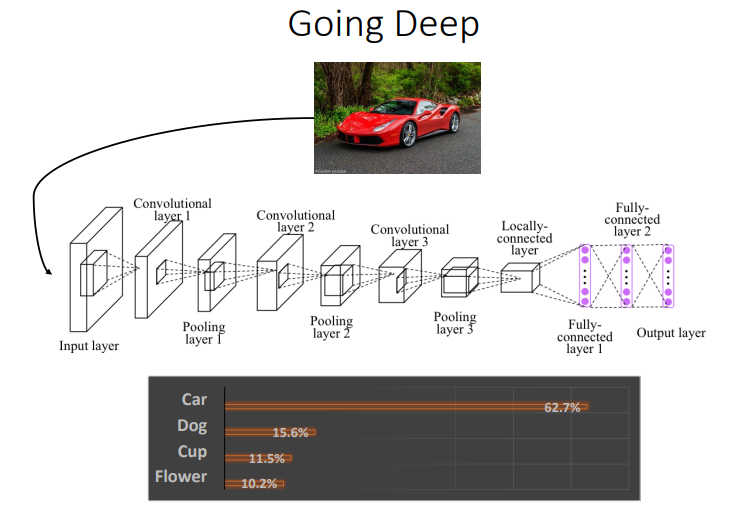 Going Deep
Convolutional
layer 1
Convolutional
layer 2
Convolutional
layer 3
Locally-
connected
layer
Fully-
connected
layer 2
Input layer
Pooling
layer 1
Pooling
layer 2
Pooling
layer 3
Fully-
connected
layer 1
Output layer
Car 62.7%
Dog 15.6%
Cup 11.5%
Flower 10.2%